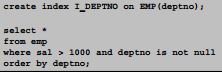 create index I_DEPTNO on EMP(deptno);
select *
from emp
where sal > 1000 and deptno is not null
order by deptno;